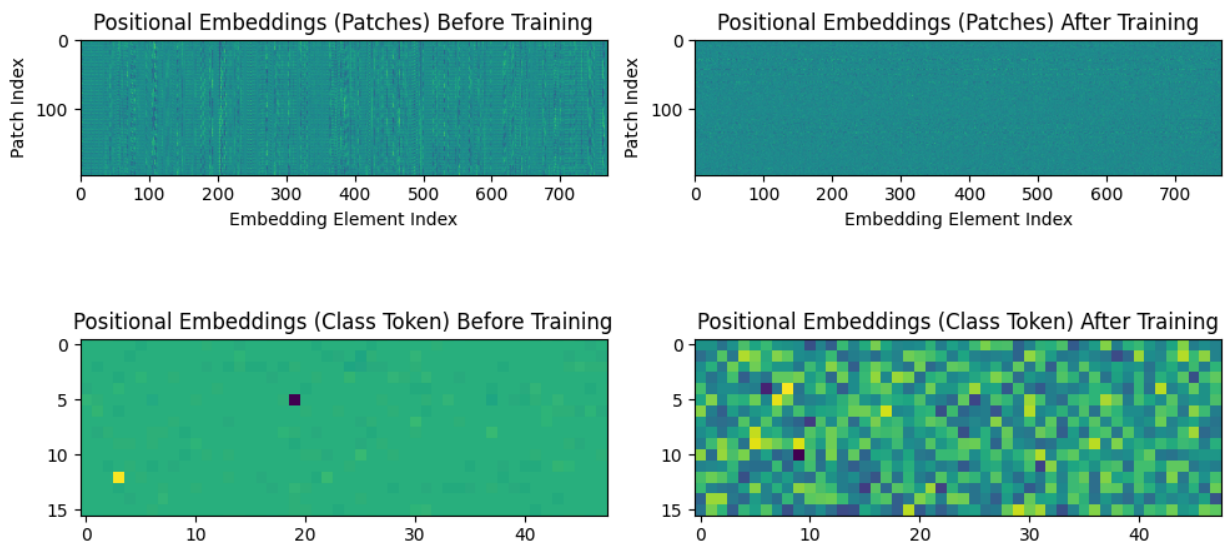 Positional Embeddings (Patches) Before Training
0
100
Patch Index
0 100 200 300 400 500 600 700
Embedding Element Index
Positional Embeddings (Patches) After Training
0
100
Patch Index
0 100 200 300 400 500 600 700
Embedding Element Index
Positional Embeddings (Class Token) Before Training
0
5
10
15
0 10 20 30 40
Positional Embeddings (Class Token) After Training
0
5
10
15
0 10 20 30 40